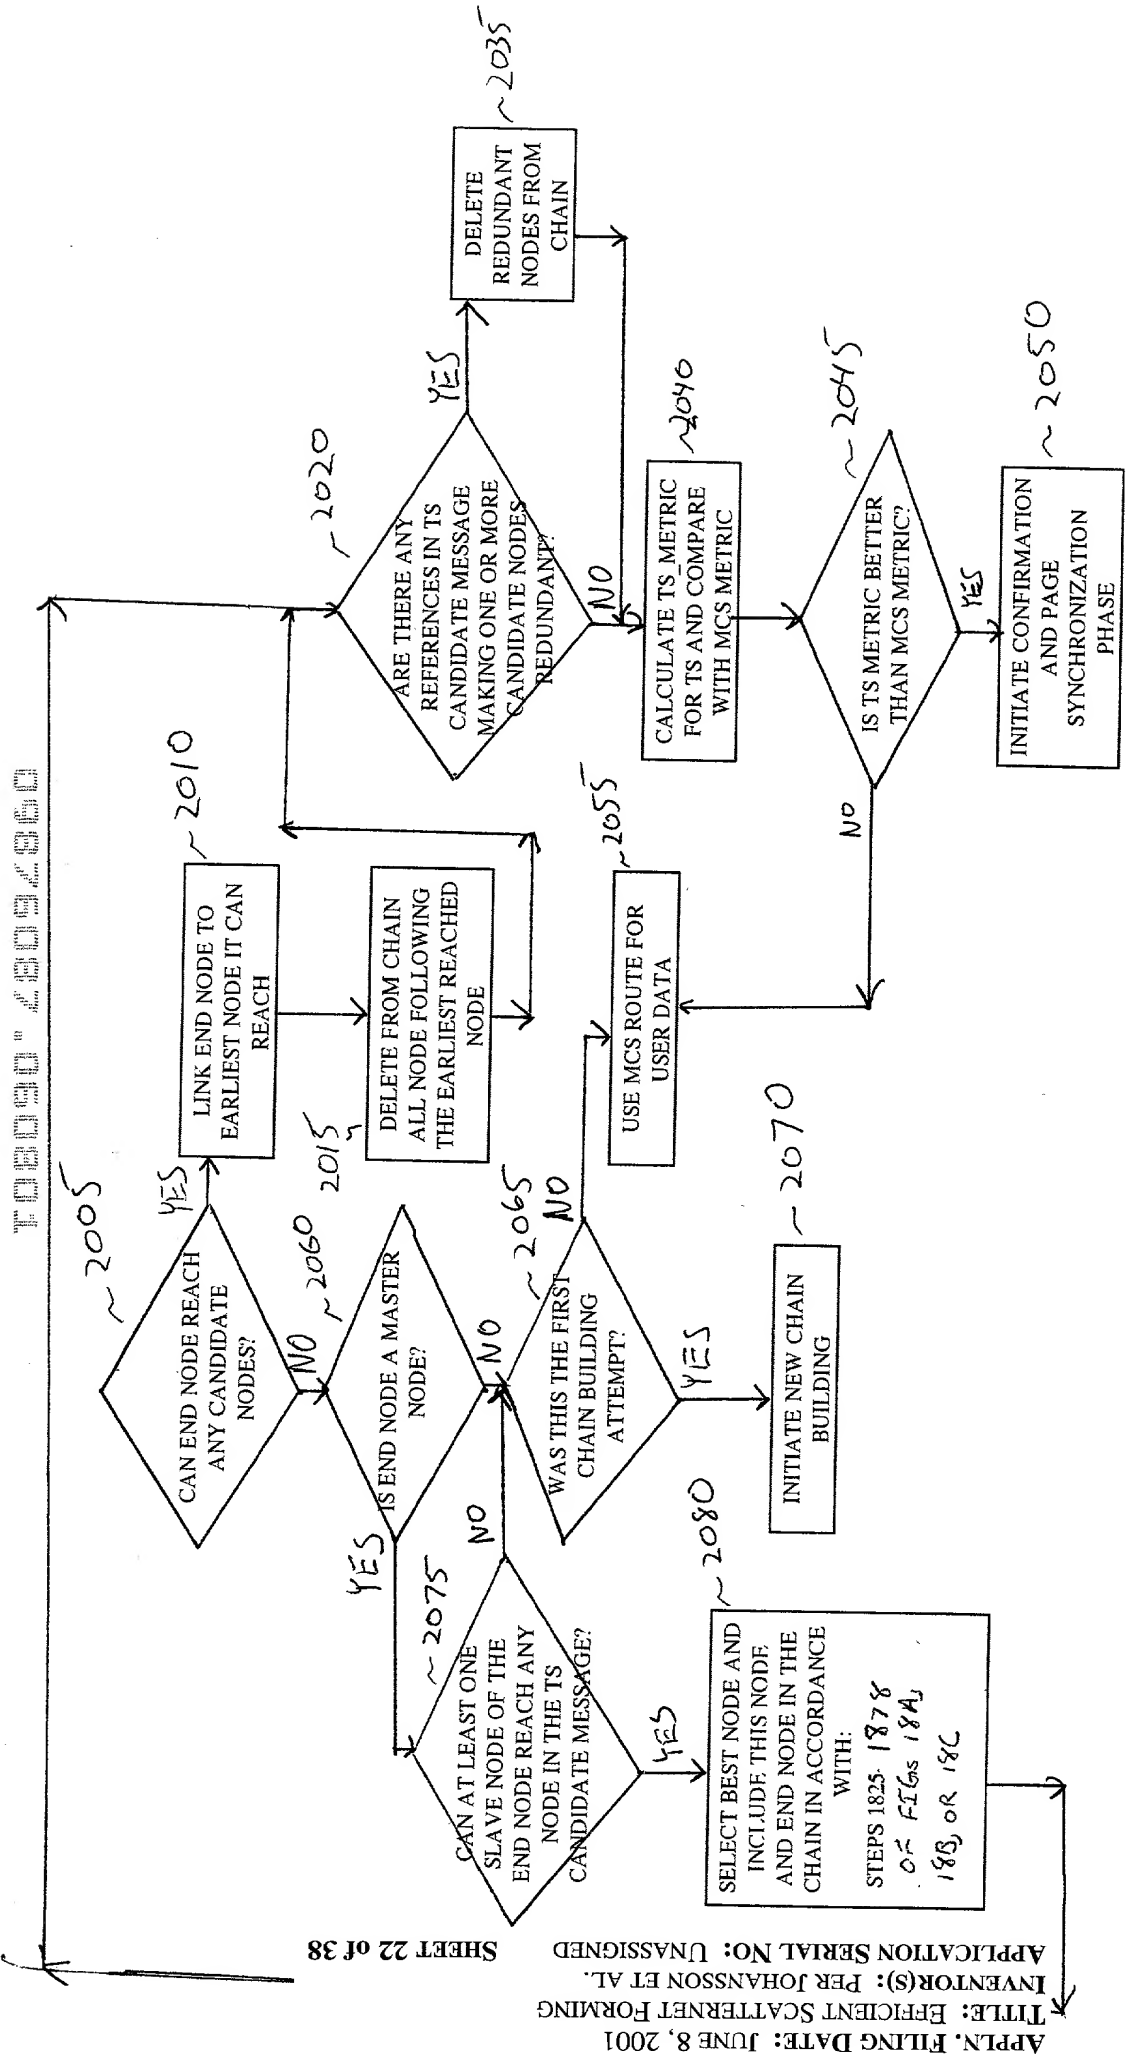 APPLN. FILING DATE: JUNE 8, 2001
TITLE: EFFICIENT SCATTERNET FORMING
INVENTOR(S): PER JOHANSSON ET AL.
APPLICATION SERIAL NO: UNASSIGNED
SHEET 22 of 38
CAN END NODE REACH
ANY CANDIDATE
NODES?
~2005
YES
NO
LINK END NODE TO
EARLIEST NODE IT CAN
REACH
~2010
DELETE FROM CHAIN
ALL NODE FOLLOWING
THE EARLIEST REACHED
NODE
2015
ARE THERE ANY
REFERENCES IN TS
CANDIDATE MESSAGE
MAKING ONE OR MORE
CANDIDATE NODES
REDUNDANT?
~2020
YES
NO
DELETE
REDUNDANT
NODES FROM
CHAIN
~2035
CALCULATE TS_METRIC
FOR TS AND COMPARE
WITH MCS METRIC
~2040
IS TS METRIC BETTER
THAN MCS METRIC?
~2045
NO
YES
INITIATE CONFIRMATION
AND PAGE
SYNCHRONIZATION
PHASE
~2050
USE MCS ROUTE FOR
USER DATA
~2055
IS END NODE A MASTER
NODE?
~2060
YES
NO
WAS THIS THE FIRST
CHAIN BUILDING
ATTEMPT?
~2065
NO
YES
INITIATE NEW CHAIN
BUILDING
~2070
CAN AT LEAST ONE
SLAVE NODE OF THE
END NODE REACH ANY
NODE IN THE TS
CANDIDATE MESSAGE?
~2075
NO
YES
SELECT BEST NODE AND
INCLUDE THIS NODE
AND END NODE IN THE
CHAIN IN ACCORDANCE
WITH:
STEPS 1825-1878
OF FIGS 18A,
18B, OR 18C
~2080